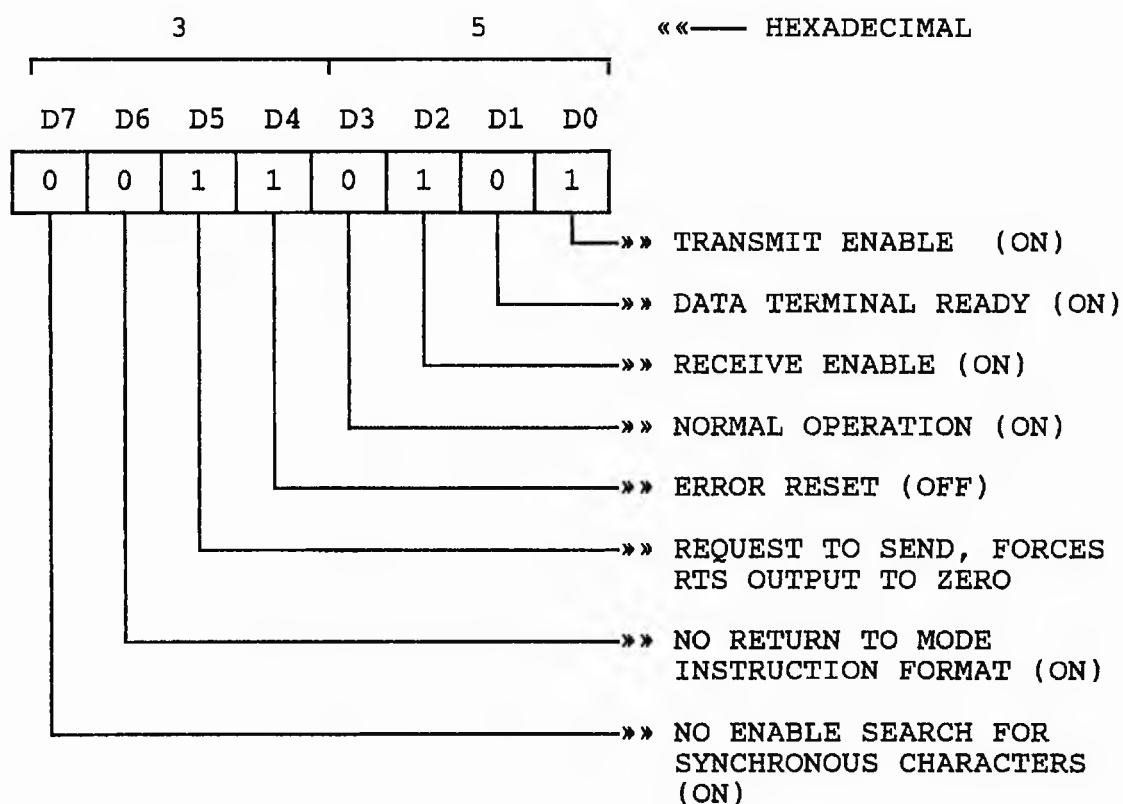 3 5 «« HEXADECIMAL
D7 D6 D5 D4 D3 D2 D1 D0
0 0 1 1 0 1 0 1
»» TRANSMIT ENABLE (ON)
»» DATA TERMINAL READY (ON)
»» RECEIVE ENABLE (ON)
»» NORMAL OPERATION (ON)
»» ERROR RESET (OFF)
»» REQUEST TO SEND, FORCES
RTS OUTPUT TO ZERO
»» NO RETURN TO MODE
INSTRUCTION FORMAT (ON)
»» NO ENABLE SEARCH FOR
SYNCHRONOUS CHARACTERS
(ON)